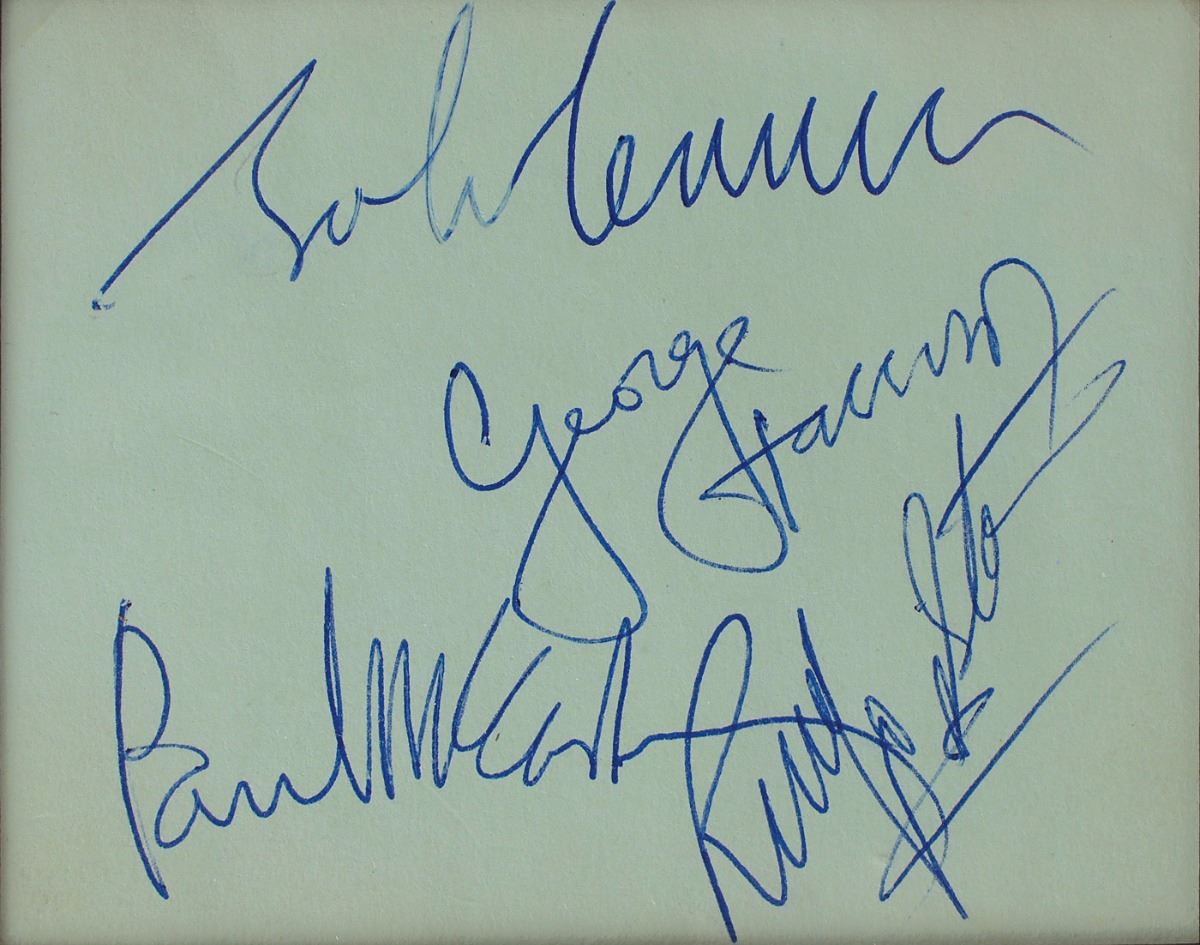 John Lennon
George Harrison
Paul McCartney
Ringo Starr